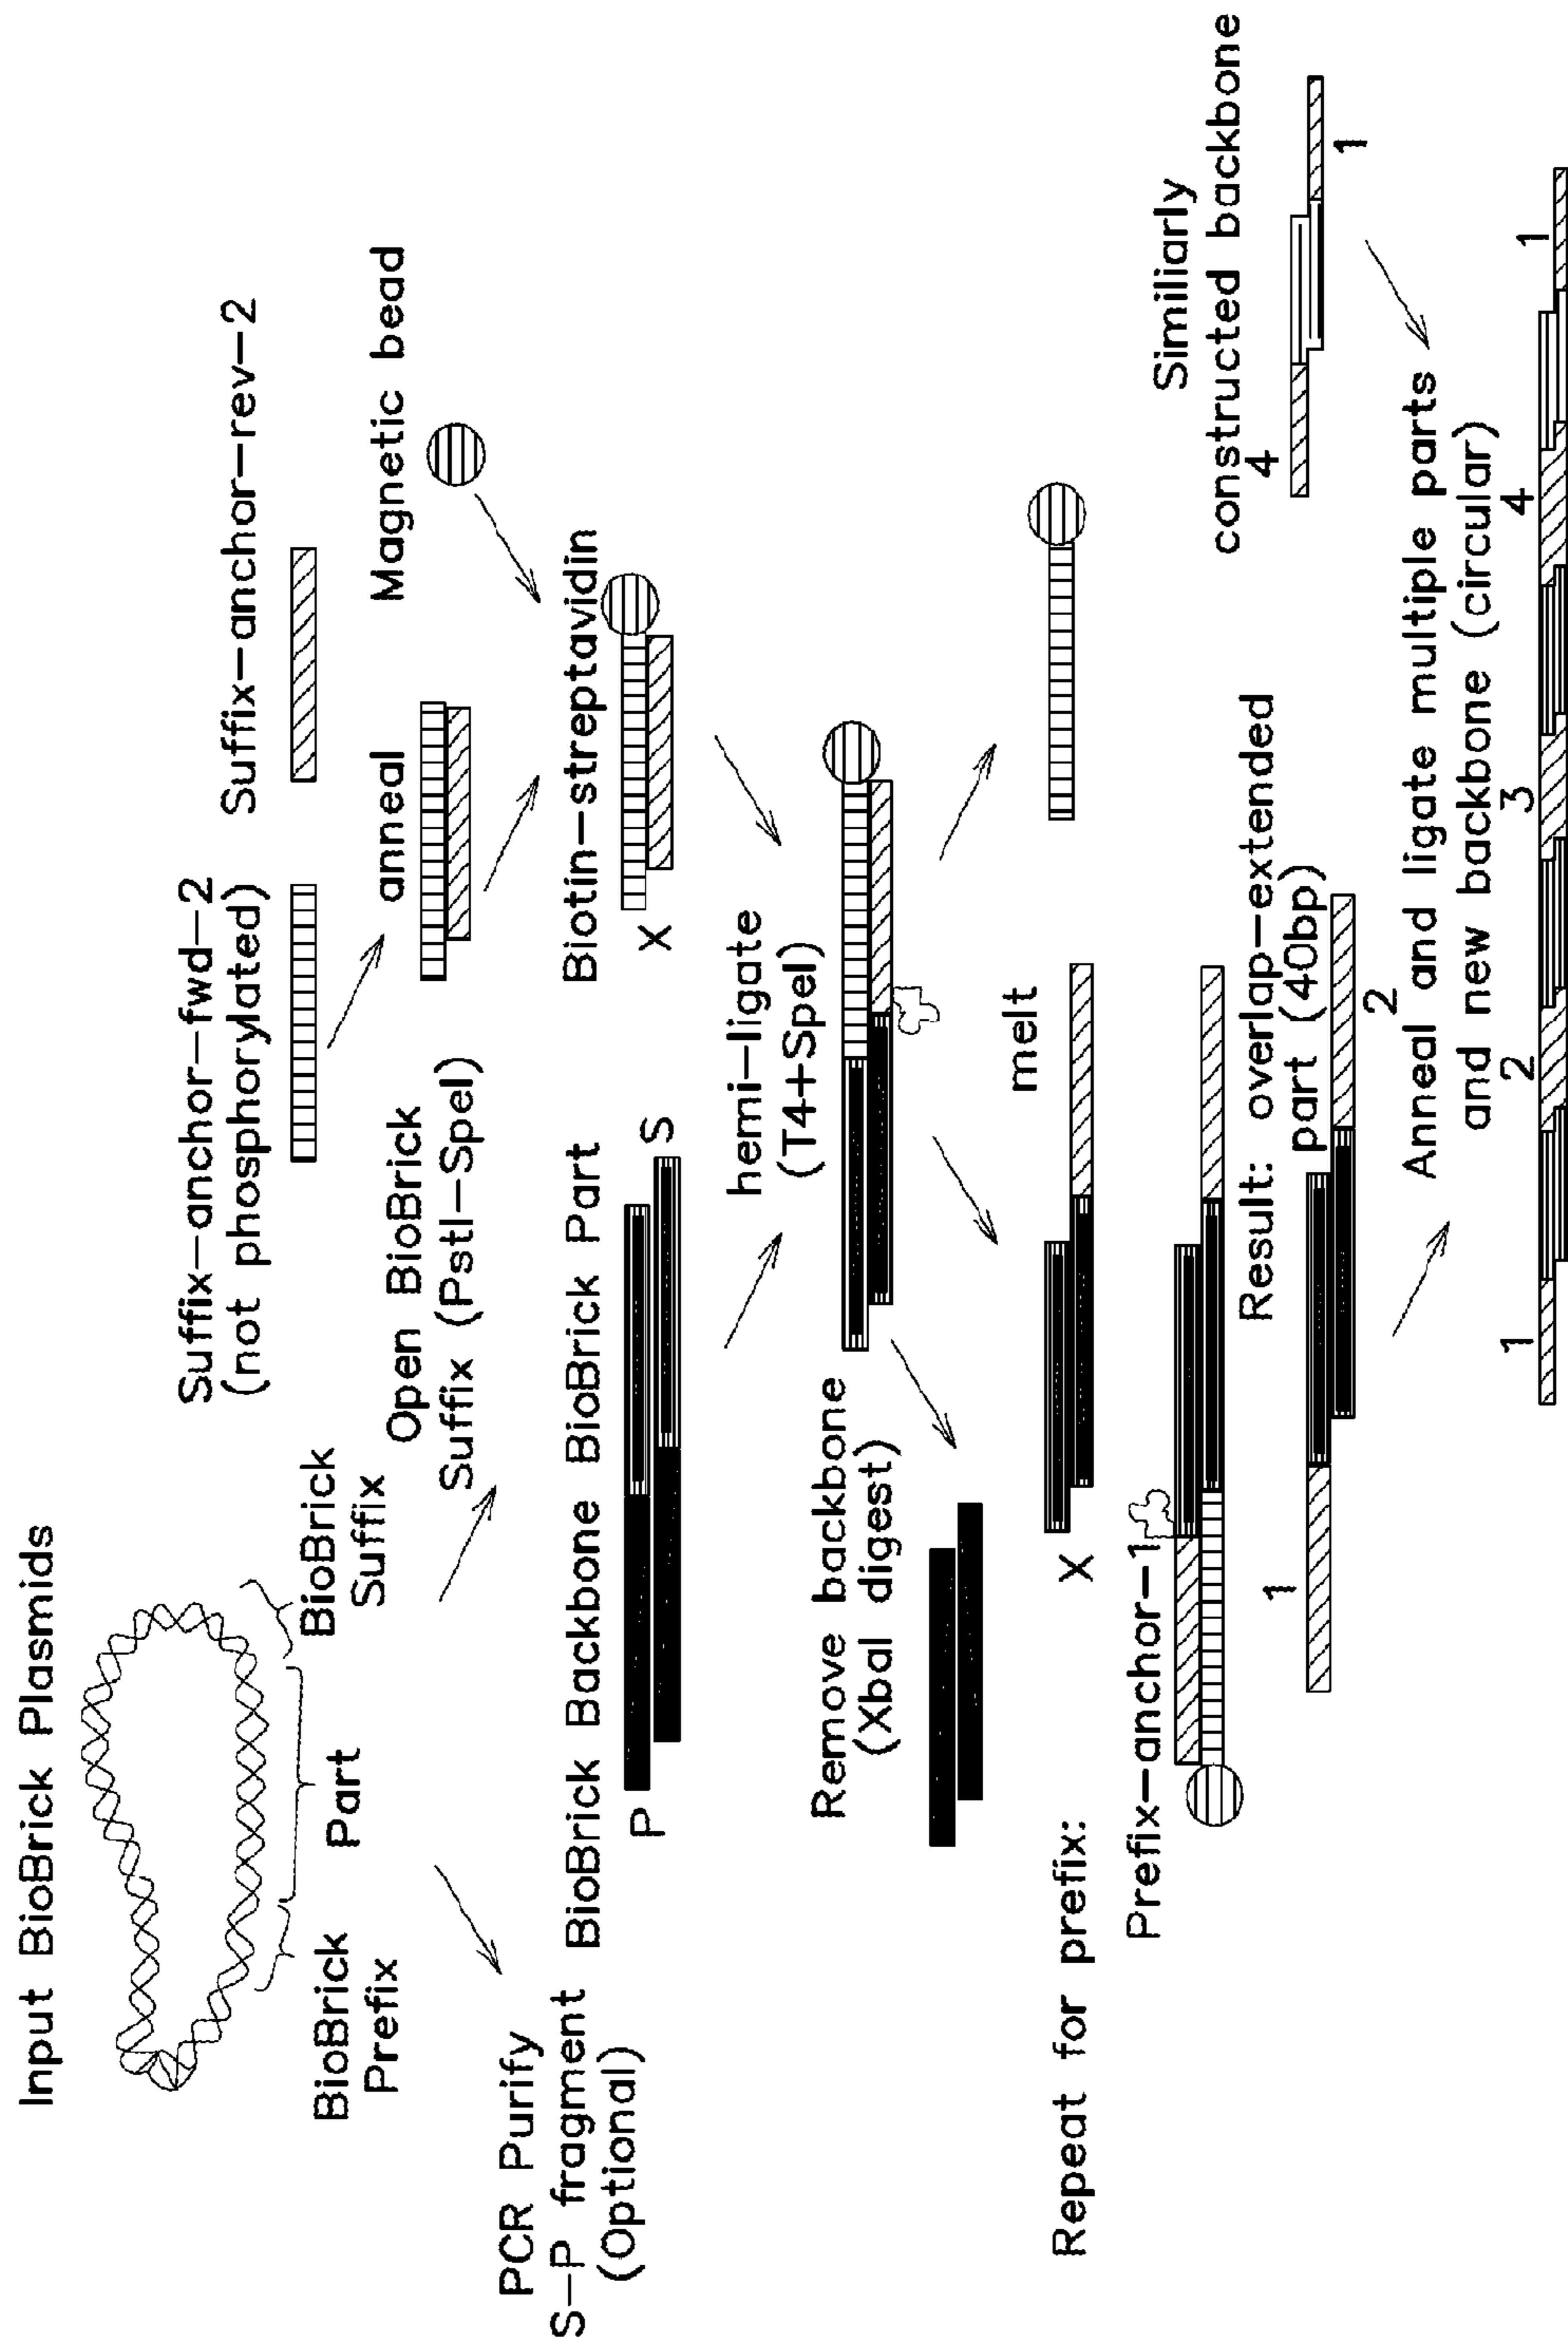 Input BioBrick Plasmids
BioBrick
Prefix
Part
BioBrick
Suffix
Suffix—anchor—fwd—2
(not phosphorylated)
Suffix—anchor—rev—2
PCR Purify
S—P fragment
(Optional)
Open BioBrick
Suffix (PstI—SpeI)
anneal
Magnetic bead
BioBrick Backbone BioBrick Part
P
S
Biotin—streptavidin
X
Remove backbone
(XbaI digest)
hemi—ligate
(T4+SpeI)
Repeat for prefix:
X
melt
Prefix—anchor—1
Similiarly
constructed backbone
4
1
Result: overlap—extended
part (40bp)
1
2
Anneal and ligate multiple parts
and new backbone (circular)
1
2
3
4
1